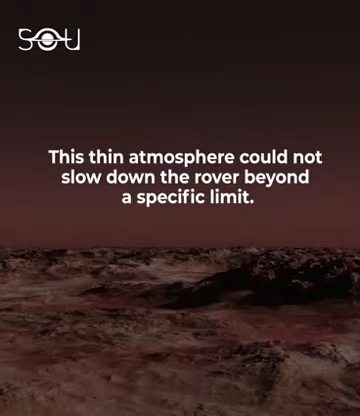 SOU
This thin atmosphere could not
slow down the rover beyond
a specific limit.